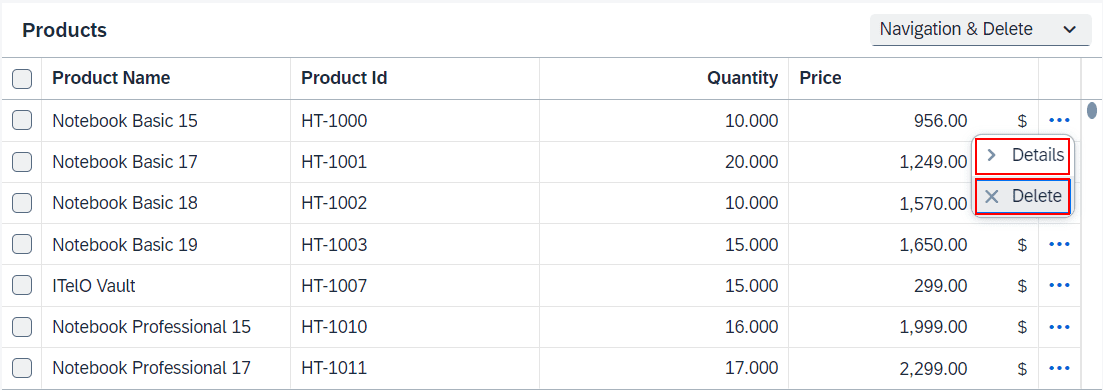 Products Navigation & Delete
Product Name Product Id Quantity Price
Notebook Basic 15 HT-1000 10.000 956.00 $
Notebook Basic 17 HT-1001 20.000 1,249.00 Details
Notebook Basic 18 HT-1002 10.000 1,570.00 Delete
Notebook Basic 19 HT-1003 15.000 1,650.00 $
ITelO Vault HT-1007 15.000 299.00 $
Notebook Professional 15 HT-1010 16.000 1,999.00 $
Notebook Professional 17 HT-1011 17.000 2,299.00 $